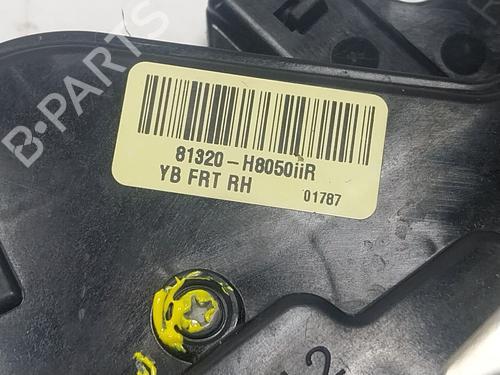 B-PARTS
81320-H8050iiR
YB FRT RH
01787